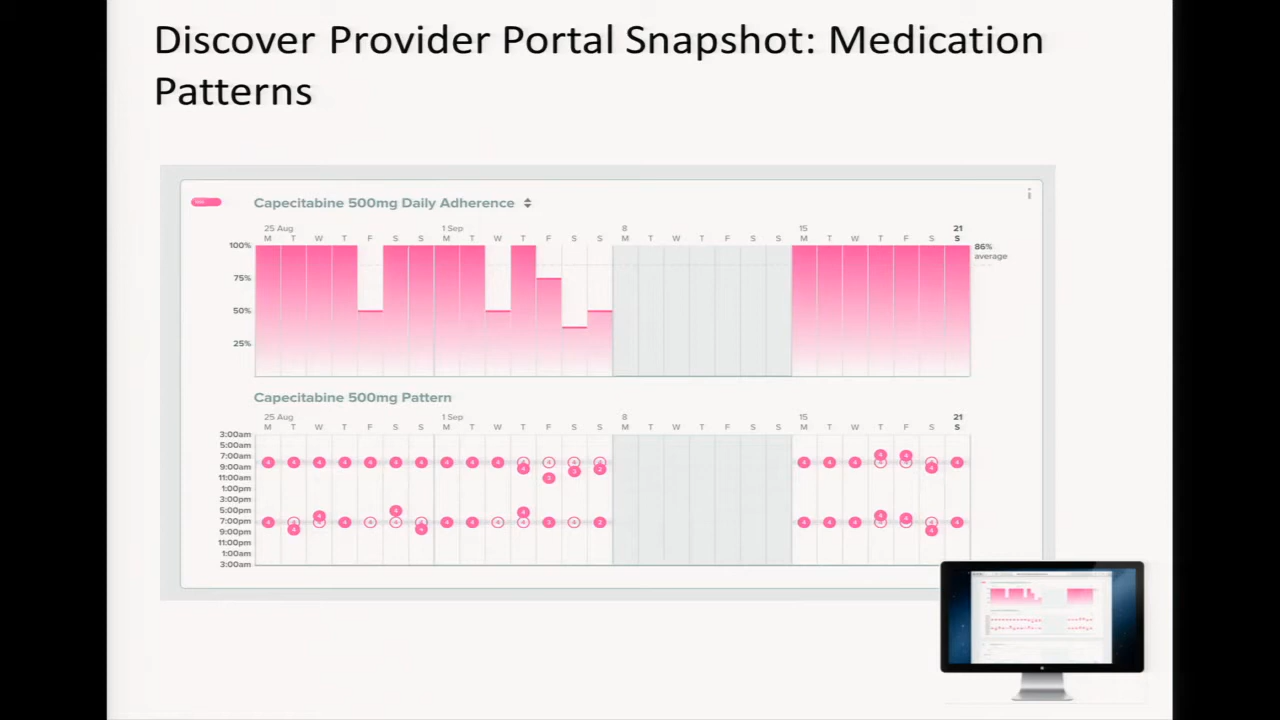 Discover Provider Portal Snapshot: Medication
Patterns
Capecitabine 500mg Daily Adherence
25 Aug 1 Sep 8 15 21
M T W T F S S M T W T F S S M T W T F S S M T W T F S S
100%
86%
average
75%
50%
25%
Capecitabine 500mg Pattern
25 Aug 1 Sep 8 15 21
M T W T F S S M T W T F S S M T W T F S S M T W T F S S
3:00am
5:00am
7:00am
9:00am
11:00am
1:00pm
3:00pm
5:00pm
7:00pm
9:00pm
11:00pm
1:00am
3:00am